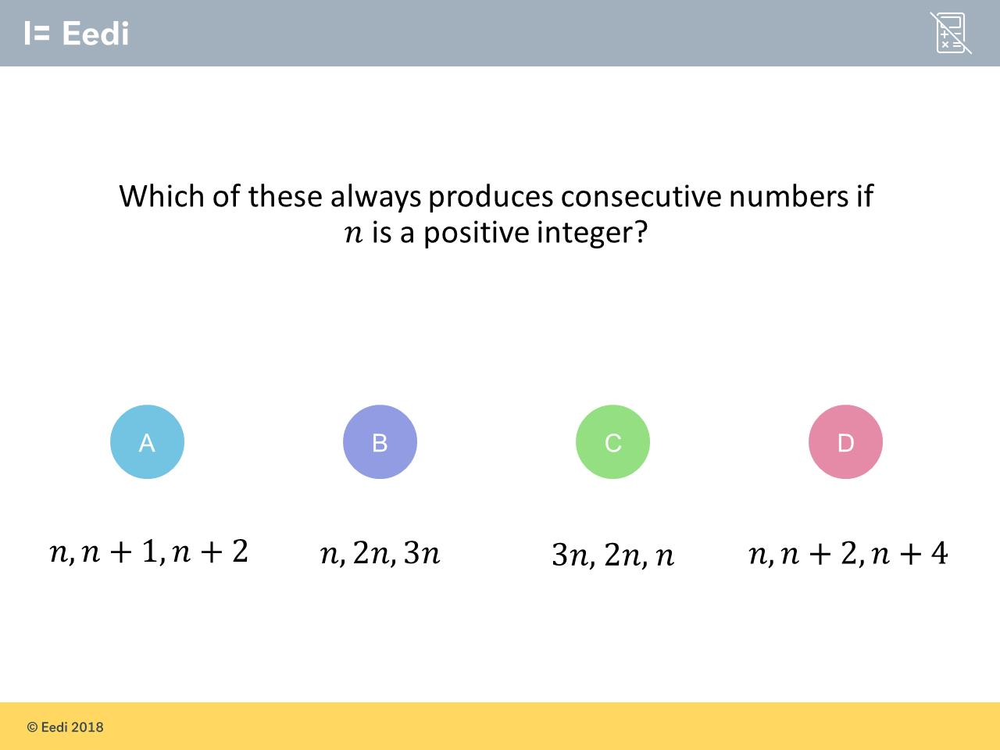 Eedi
Which of these always produces consecutive numbers if
n is a positive integer?
A
B
C
D
n, n + 1, n + 2
n, 2n, 3n
3n, 2n, n
n, n + 2, n + 4
© Eedi 2018